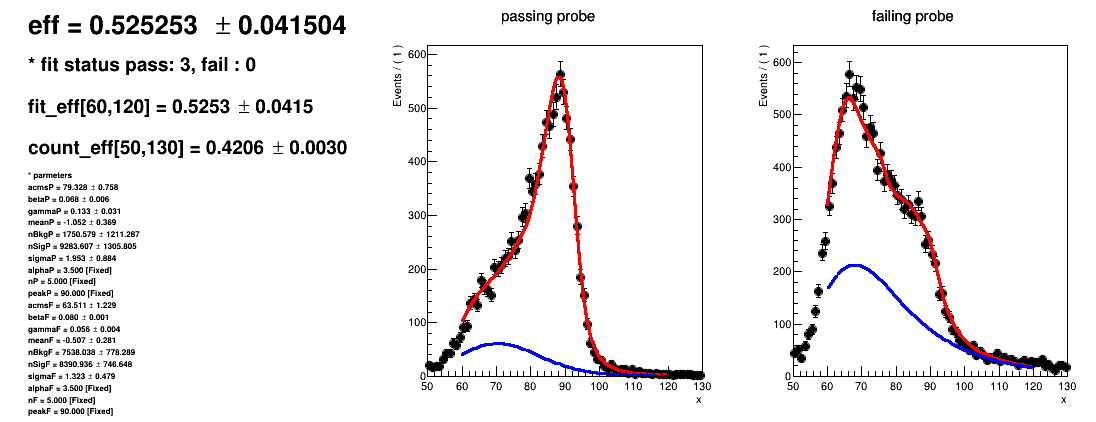 eff = 0.525253 ± 0.041504
* fit status pass: 3, fail : 0
fit_eff[60,120] = 0.5253 ± 0.0415
count_eff[50,130] = 0.4206 ± 0.0030
* parmeters
acmsP = 79.328 ± 0.758
betaP = 0.068 ± 0.006
gammaP = 0.133 ± 0.031
meanP = -1.052 ± 0.369
nBkgP = 1750.579 ± 1211.287
nSigP = 9283.607 ± 1305.805
sigmaP = 1.953 ± 0.884
alphaP = 3.500 [Fixed]
nP = 5.000 [Fixed]
peakP = 90.000 [Fixed]
acmsF = 63.511 ± 1.229
betaF = 0.080 ± 0.001
gammaF = 0.056 ± 0.004
meanF = -0.507 ± 0.281
nBkgF = 7538.038 ± 778.289
nSigF = 8390.936 ± 746.648
sigmaF = 1.323 ± 0.479
alphaF = 3.500 [Fixed]
nF = 5.000 [Fixed]
peakF = 90.000 [Fixed]
passing probe
Events / ( 1 )
600
500
400
300
200
100
0
50 60 70 80 90 100 110 120 130
x
failing probe
Events / ( 1 )
600
500
400
300
200
100
0
50 60 70 80 90 100 110 120 130
x